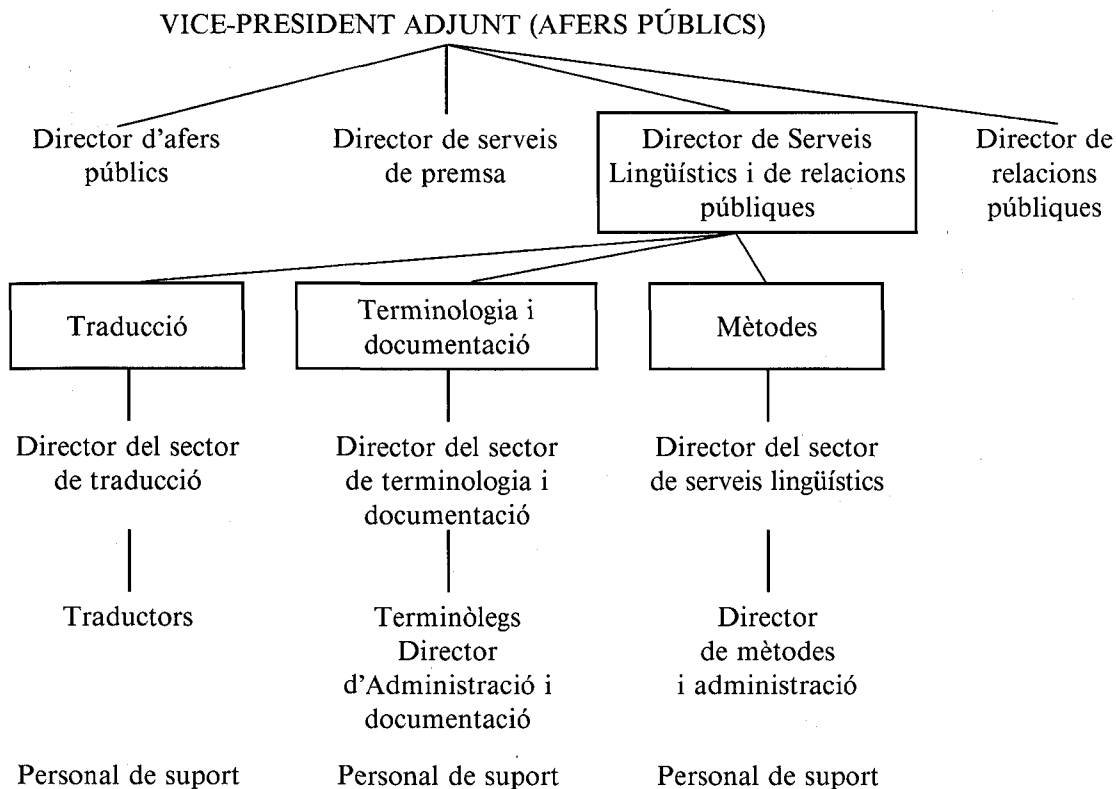 VICE-PRESIDENT ADJUNT (AFERS PÚBLICS)
Director d'afers
públics
Director de serveis
de premsa
Director de Serveis
Lingüístics i de relacions
públiques
Director de
relacions
públiques
Traducció
Terminologia i
documentació
Mètodes
Director del sector
de traducció
Director del sector
de terminologia i
documentació
Director del sector
de serveis lingüístics
Traductors
Terminòlegs
Director
d'Administració i
documentació
Director
de mètodes
i administració
Personal de suport
Personal de suport
Personal de suport